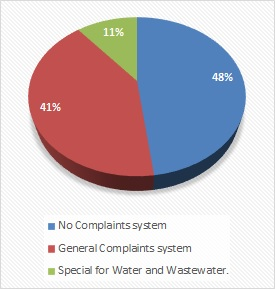 11%
48%
41%
No Complaints system
General Complaints system
Special for Water and Wastewater.